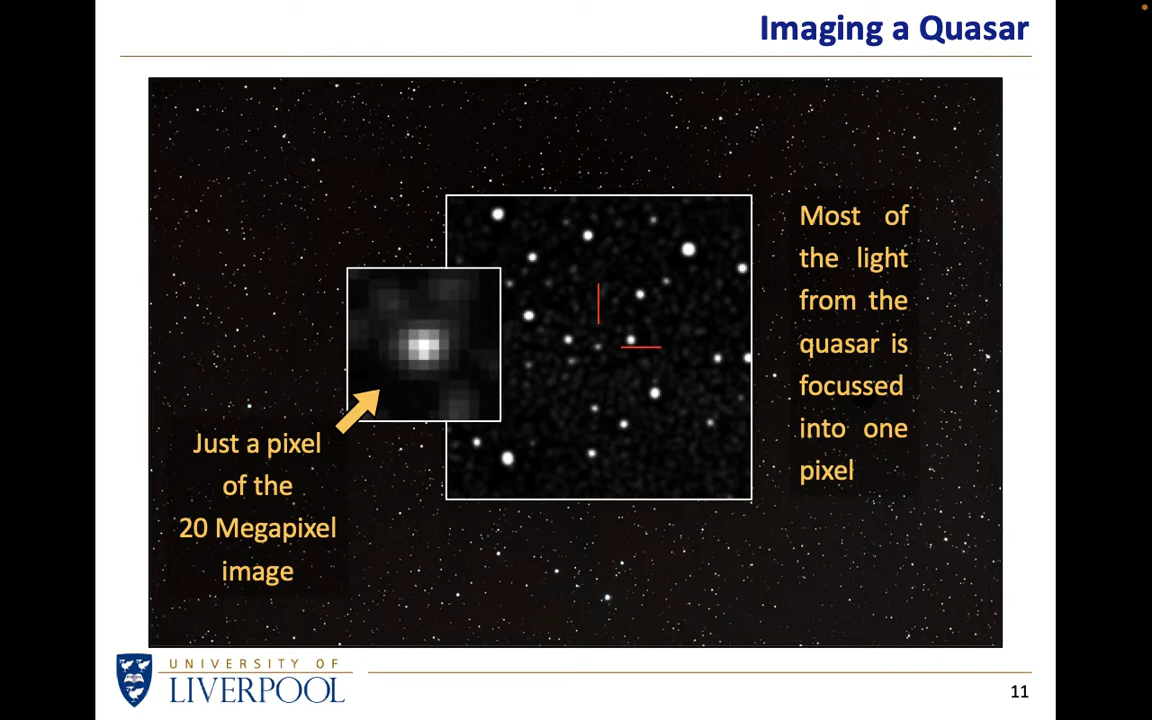 Imaging a Quasar
Most of
the light
from the
quasar is
focussed
into one
pixel
Just a pixel
of the
20 Megapixel
image
UNIVERSITY OF
LIVERPOOL
11